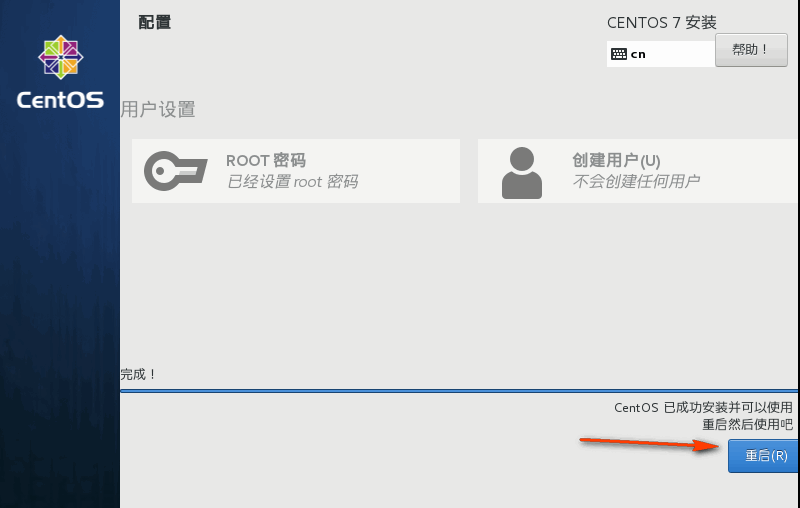 配置
CENTOS 7 安装
cn
帮助！
CentOS
用户设置
ROOT 密码
已经设置 root 密码
创建用户(U)
不会创建任何用户
完成！
CentOS 已成功安装并可以使用
重启然后使用吧
重启(R)